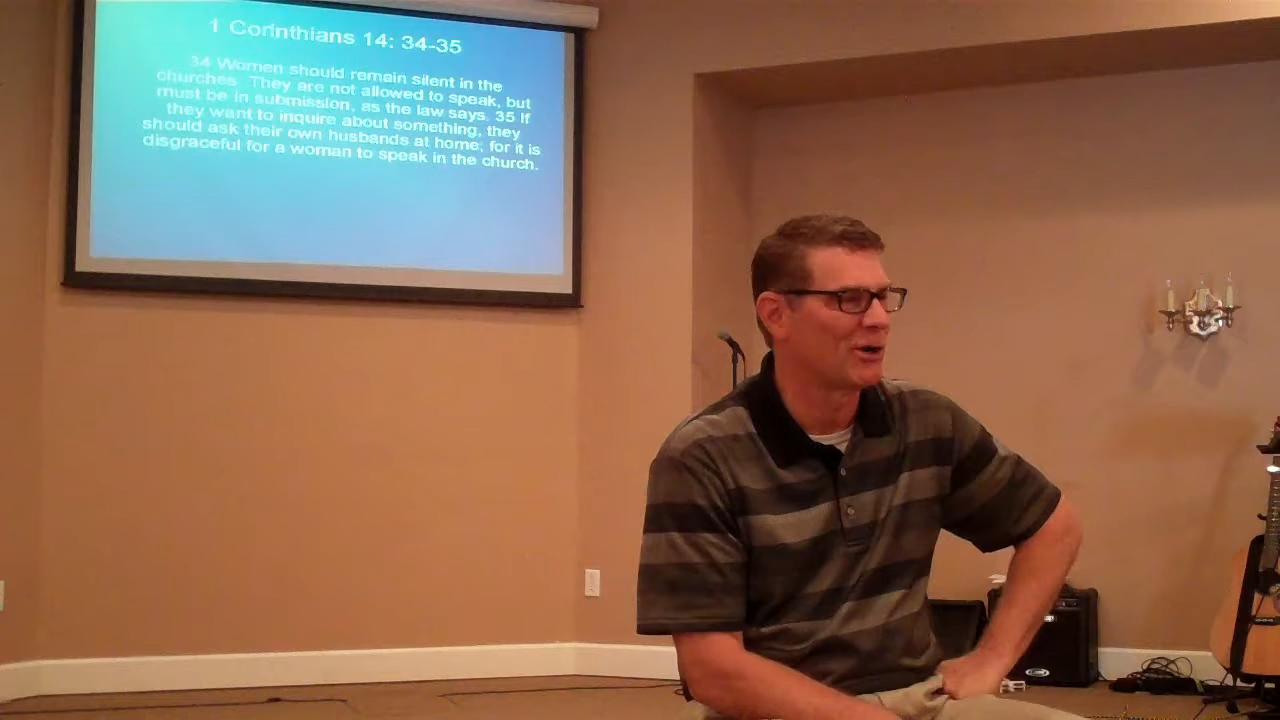 1 Corinthians 14: 34-35
34 Women should remain silent in the
churches. They are not allowed to speak, but
must be in submission, as the law says. 35 If
they want to inquire about something, they
should ask their own husbands at home; for it is
disgraceful for a woman to speak in the church.